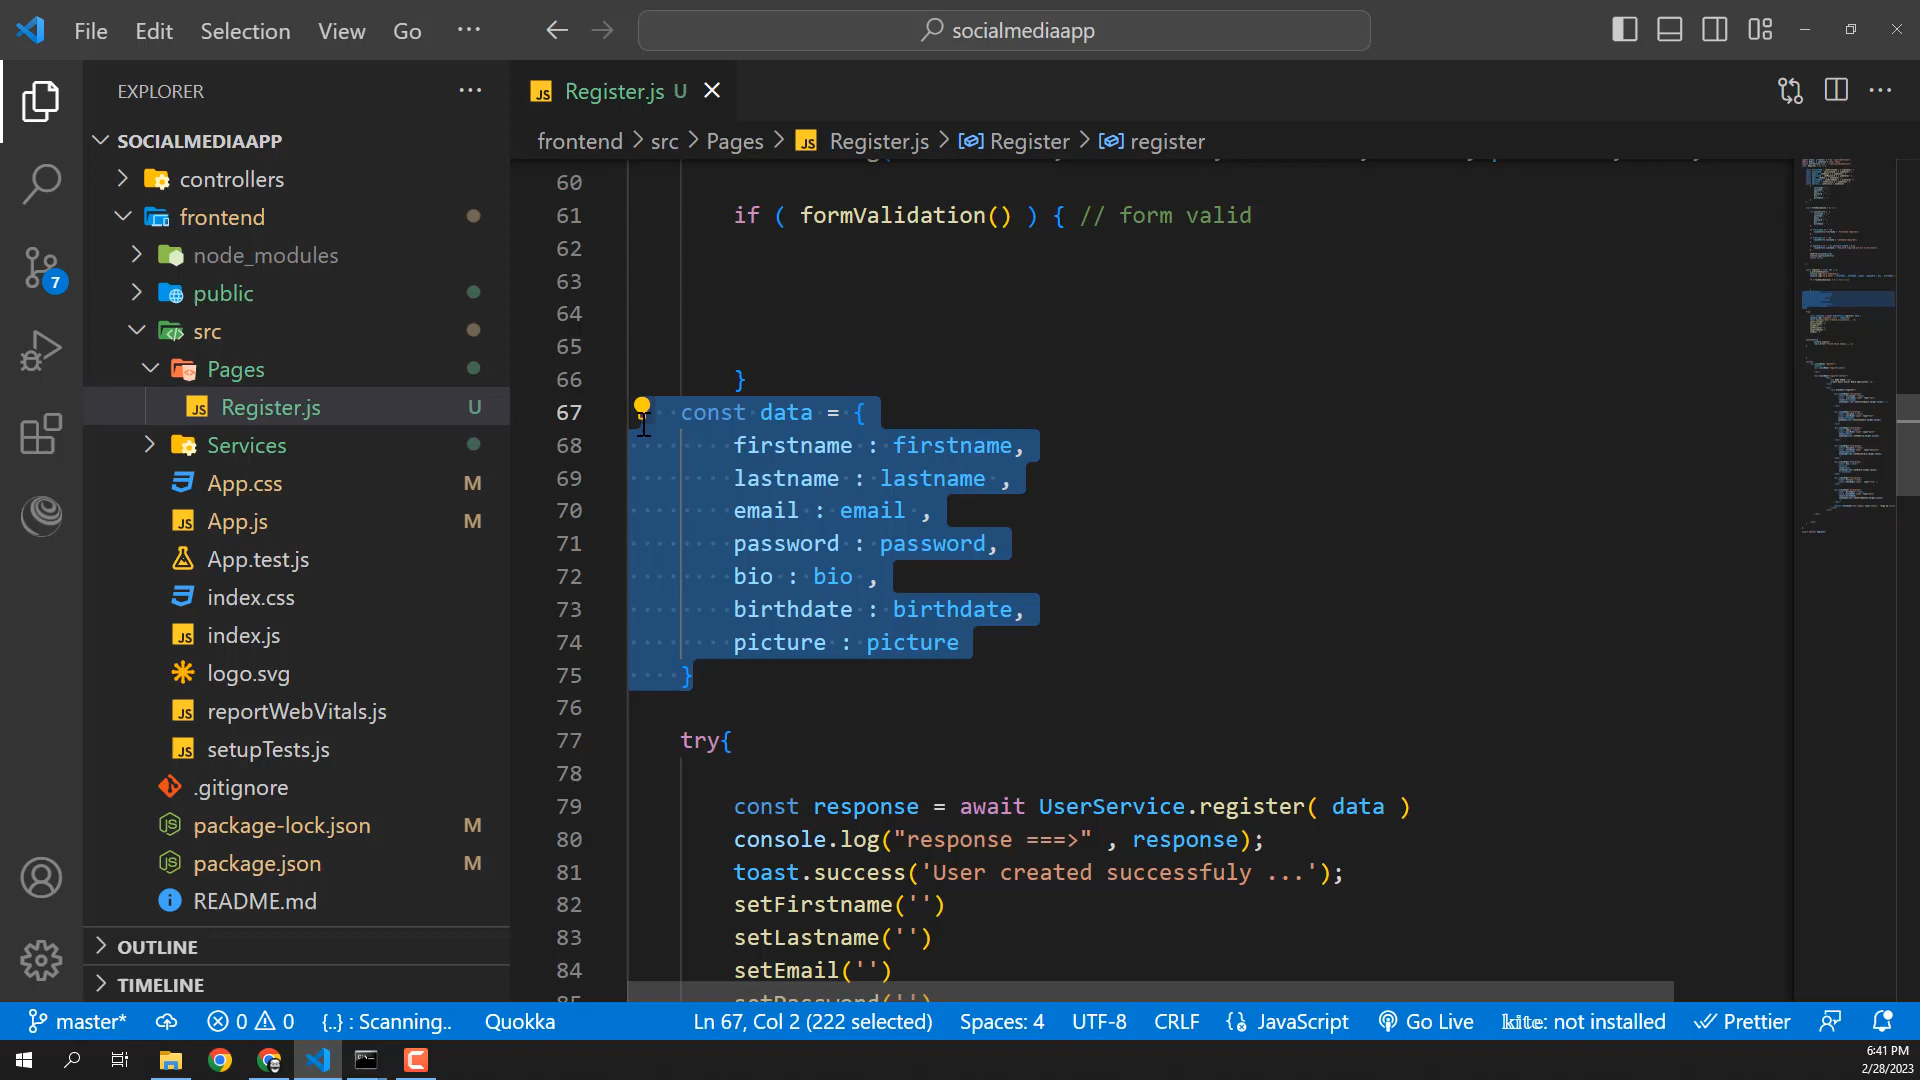 File Edit Selection View Go ··· socialmediaapp
EXPLORER ···
SOCIALMEDIAAPP
controllers
frontend
node_modules
public
src
Pages
Register.js U
Services
App.css M
App.js M
App.test.js
index.css
index.js
logo.svg
reportWebVitals.js
setupTests.js
.gitignore
package-lock.json M
package.json M
README.md
OUTLINE
TIMELINE
7
Register.js U
frontend > src > Pages > Register.js > Register > register
60
61 if ( formValidation() ) { // form valid
62
63
64
65
66 }
67 const data = {
68 firstname : firstname,
69 lastname : lastname ,
70 email : email ,
71 password : password,
72 bio : bio ,
73 birthdate : birthdate,
74 picture : picture
75 }
76
77 try{
78
79 const response = await UserService.register( data )
80 console.log("response ===>" , response);
81 toast.success('User created successfuly ...');
82 setFirstname('')
83 setLastname('')
84 setEmail('')
85 setPassword('')
master* 0 0 {..} : Scanning.. Quokka Ln 67, Col 2 (222 selected) Spaces: 4 UTF-8 CRLF JavaScript Go Live kite: not installed Prettier
6:41 PM
2/28/2023